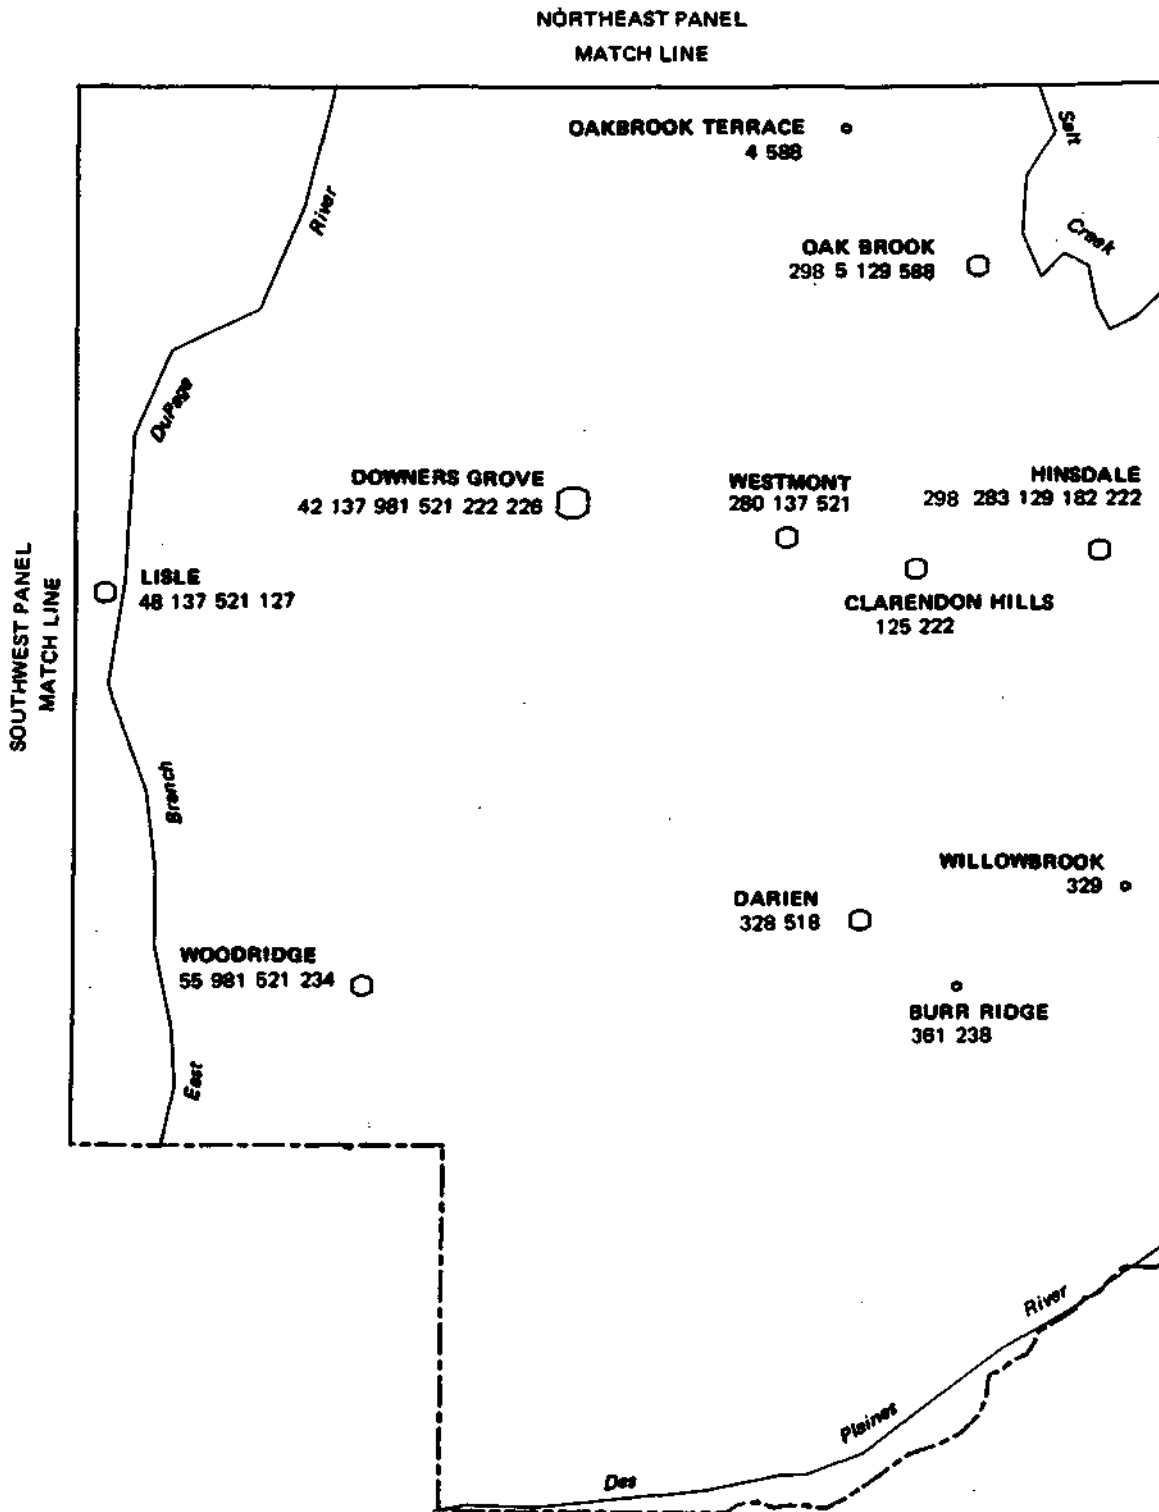 NORTHEAST PANEL
MATCH LINE
OAKBROOK TERRACE
4 588
Salt
Creek
OAK BROOK
298 5 129 588
River
DuPage
DOWNERS GROVE
42 137 981 521 222 226
WESTMONT
280 137 521
HINSDALE
298 283 129 182 222
SOUTHWEST PANEL
MATCH LINE
LISLE
48 137 521 127
CLARENDON HILLS
125 222
Branch
WILLOWBROOK
329
DARIEN
328 518
WOODRIDGE
55 981 521 234
BURR RIDGE
361 238
East
River
Plaines
Des